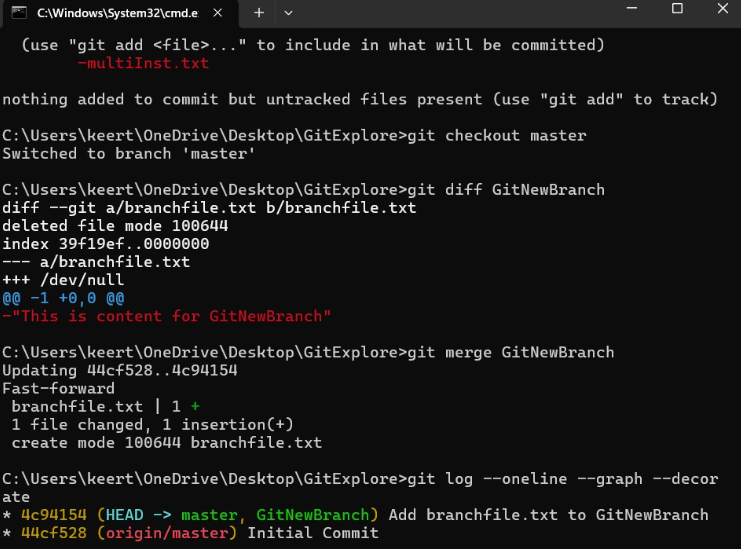 C:\Windows\System32\cmd.e:
(use "git add <file>..." to include in what will be committed)
-multiInst.txt
nothing added to commit but untracked files present (use "git add" to track)
C:\Users\keert\OneDrive\Desktop\GitExplore>git checkout master
Switched to branch 'master'
C:\Users\keert\OneDrive\Desktop\GitExplore>git diff GitNewBranch
diff --git a/branchfile.txt b/branchfile.txt
deleted file mode 100644
index 39f19ef..0000000
--- a/branchfile.txt
+++ /dev/null
@@ -1 +0,0 @@
-"This is content for GitNewBranch"
C:\Users\keert\OneDrive\Desktop\GitExplore>git merge GitNewBranch
Updating 44cf528..4c94154
Fast-forward
branchfile.txt | 1 +
1 file changed, 1 insertion(+)
create mode 100644 branchfile.txt
C:\Users\keert\OneDrive\Desktop\GitExplore>git log --oneline --graph --decor
ate
* 4c94154 (HEAD -> master, GitNewBranch) Add branchfile.txt to GitNewBranch
* 44cf528 (origin/master) Initial Commit